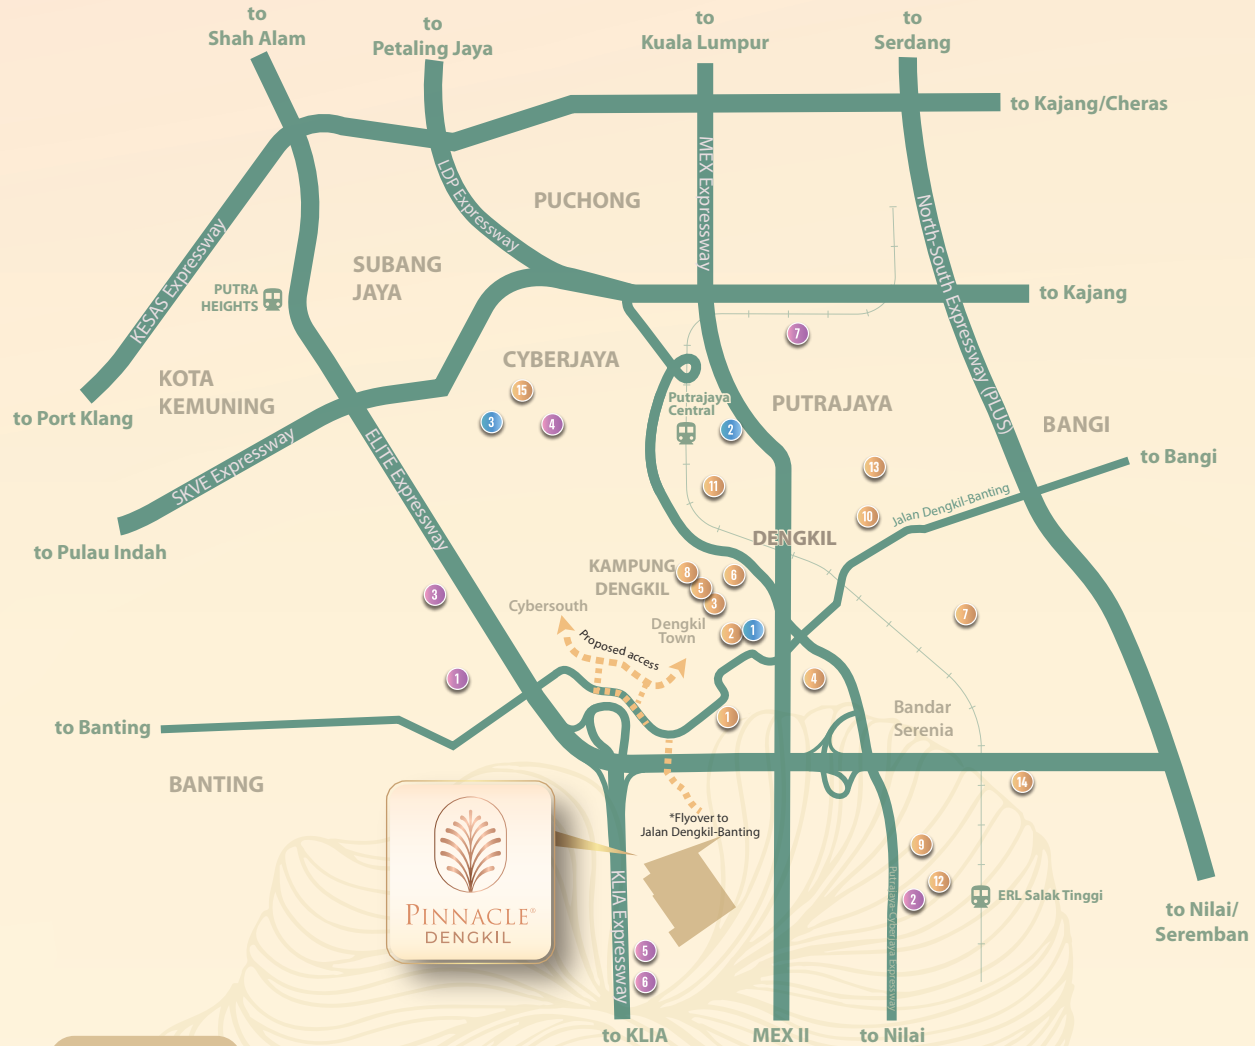 to
Shah Alam
to
Petaling Jaya
to
Kuala Lumpur
to
Serdang
to Kajang/Cheras
MEX Expressway
LDP Expressway
PUCHONG
North-South Expressway (PLUS)
KESAS Expressway
SUBANG
JAYA
PUTRA
HEIGHTS
to Kajang
7
CYBERJAYA
KOTA
KEMUNING
15
3
4
Putrajaya
Central
2
PUTRAJAYA
to Port Klang
BANGI
SKVE Expressway
ELITE Expressway
to Bangi
13
11
10
Jalan Dengkil-Banting
to Pulau Indah
DENGKIL
KAMPUNG
DENGKIL
8
5
6
3
3
Cybersouth
Proposed access
Dengkil
Town
2
1
7
1
4
1
Bandar
Serenia
to Banting
BANTING
14
*Flyover to
Jalan Dengkil-Banting
PINNACLE®
DENGKIL
KLIA Expressway
9
12
2
Putrajaya-Cyberjaya Expressway
ERL Salak Tinggi
to Nilai/
Seremban
5
6
to KLIA
MEX II
to Nilai